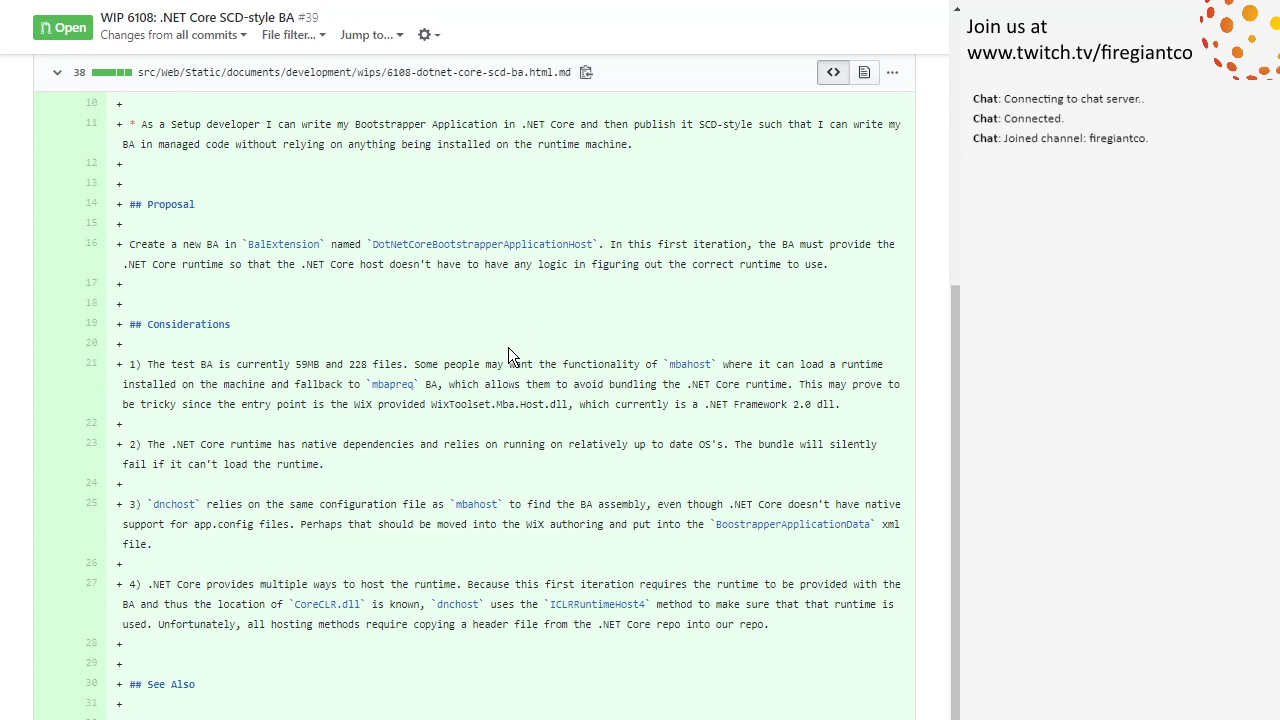 Open
WIP 6108: .NET Core SCD-style BA #39
Changes from all commits
File filter...
Jump to...
38 src/Web/Static/documents/development/wips/6108-dotnet-core-scd-ba.html.md
10 +
11 + * As a Setup developer I can write my Bootstrapper Application in .NET Core and then publish it SCD-style such that I can write my
BA in managed code without relying on anything being installed on the runtime machine.
12 +
13 +
14 + ## Proposal
15 +
16 + Create a new BA in `BalExtension` named `DotNetCoreBootstrapperApplicationHost`. In this first iteration, the BA must provide the
.NET Core runtime so that the .NET Core host doesn't have to have any logic in figuring out the correct runtime to use.
17 +
18 +
19 + ## Considerations
20 +
21 + 1) The test BA is currently 59MB and 228 files. Some people may the functionality of `mbahost` where it can load a runtime
installed on the machine and fallback to `mbapreq` BA, which allows them to avoid bundling the .NET Core runtime. This may prove to
be tricky since the entry point is the WiX provided WixToolset.Mba.Host.dll, which currently is a .NET Framework 2.0 dll.
22 +
23 + 2) The .NET Core runtime has native dependencies and relies on running on relatively up to date OS's. The bundle will silently
fail if it can't load the runtime.
24 +
25 + 3) `dnchost` relies on the same configuration file as `mbahost` to find the BA assembly, even though .NET Core doesn't have native
support for app.config files. Perhaps that should be moved into the WiX authoring and put into the `BoostrapperApplicationData` xml
file.
26 +
27 + 4) .NET Core provides multiple ways to host the runtime. Because this first iteration requires the runtime to be provided with the
BA and thus the location of `CoreCLR.dll` is known, `dnchost` uses the `ICLRRuntimeHost4` method to make sure that that runtime is
used. Unfortunately, all hosting methods require copying a header file from the .NET Core repo into our repo.
28 +
29 +
30 + ## See Also
31 +
Join us at
www.twitch.tv/firegiantco
Chat: Connecting to chat server..
Chat: Connected.
Chat: Joined channel: firegiantco.